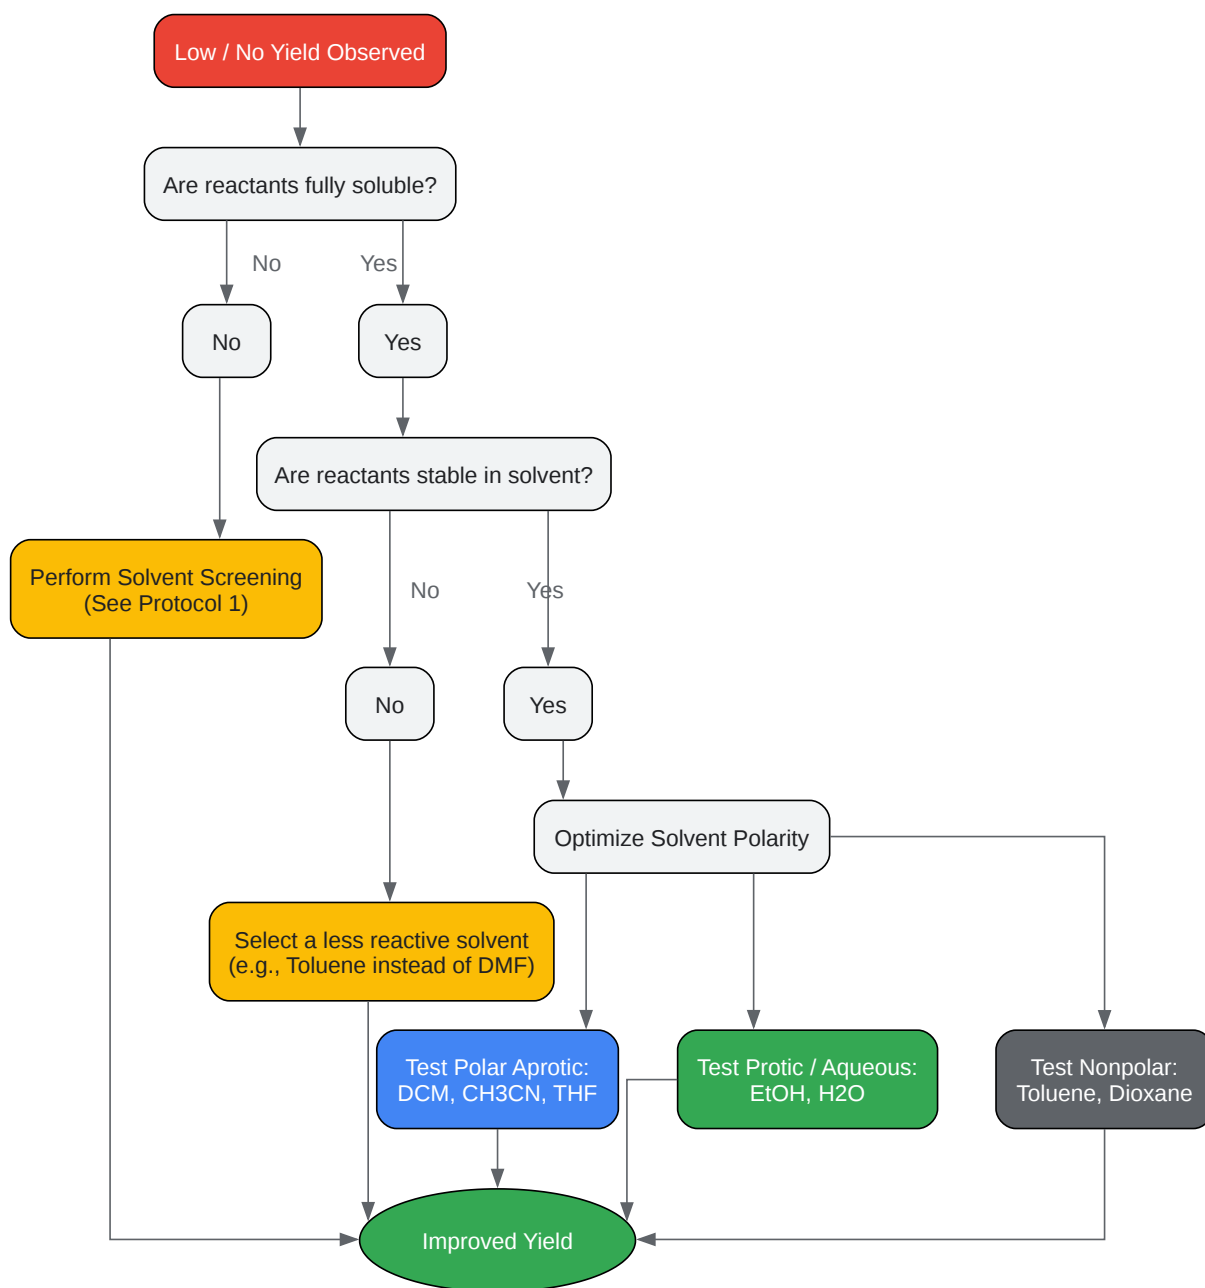 Low / No Yield Observed
Are reactants fully soluble?
No
Yes
No
Yes
Are reactants stable in solvent?
Perform Solvent Screening
(See Protocol 1)
No
Yes
No
Yes
Optimize Solvent Polarity
Select a less reactive solvent
(e.g., Toluene instead of DMF)
Test Polar Aprotic:
DCM, CH3CN, THF
Test Protic / Aqueous:
EtOH, H2O
Test Nonpolar:
Toluene, Dioxane
Improved Yield